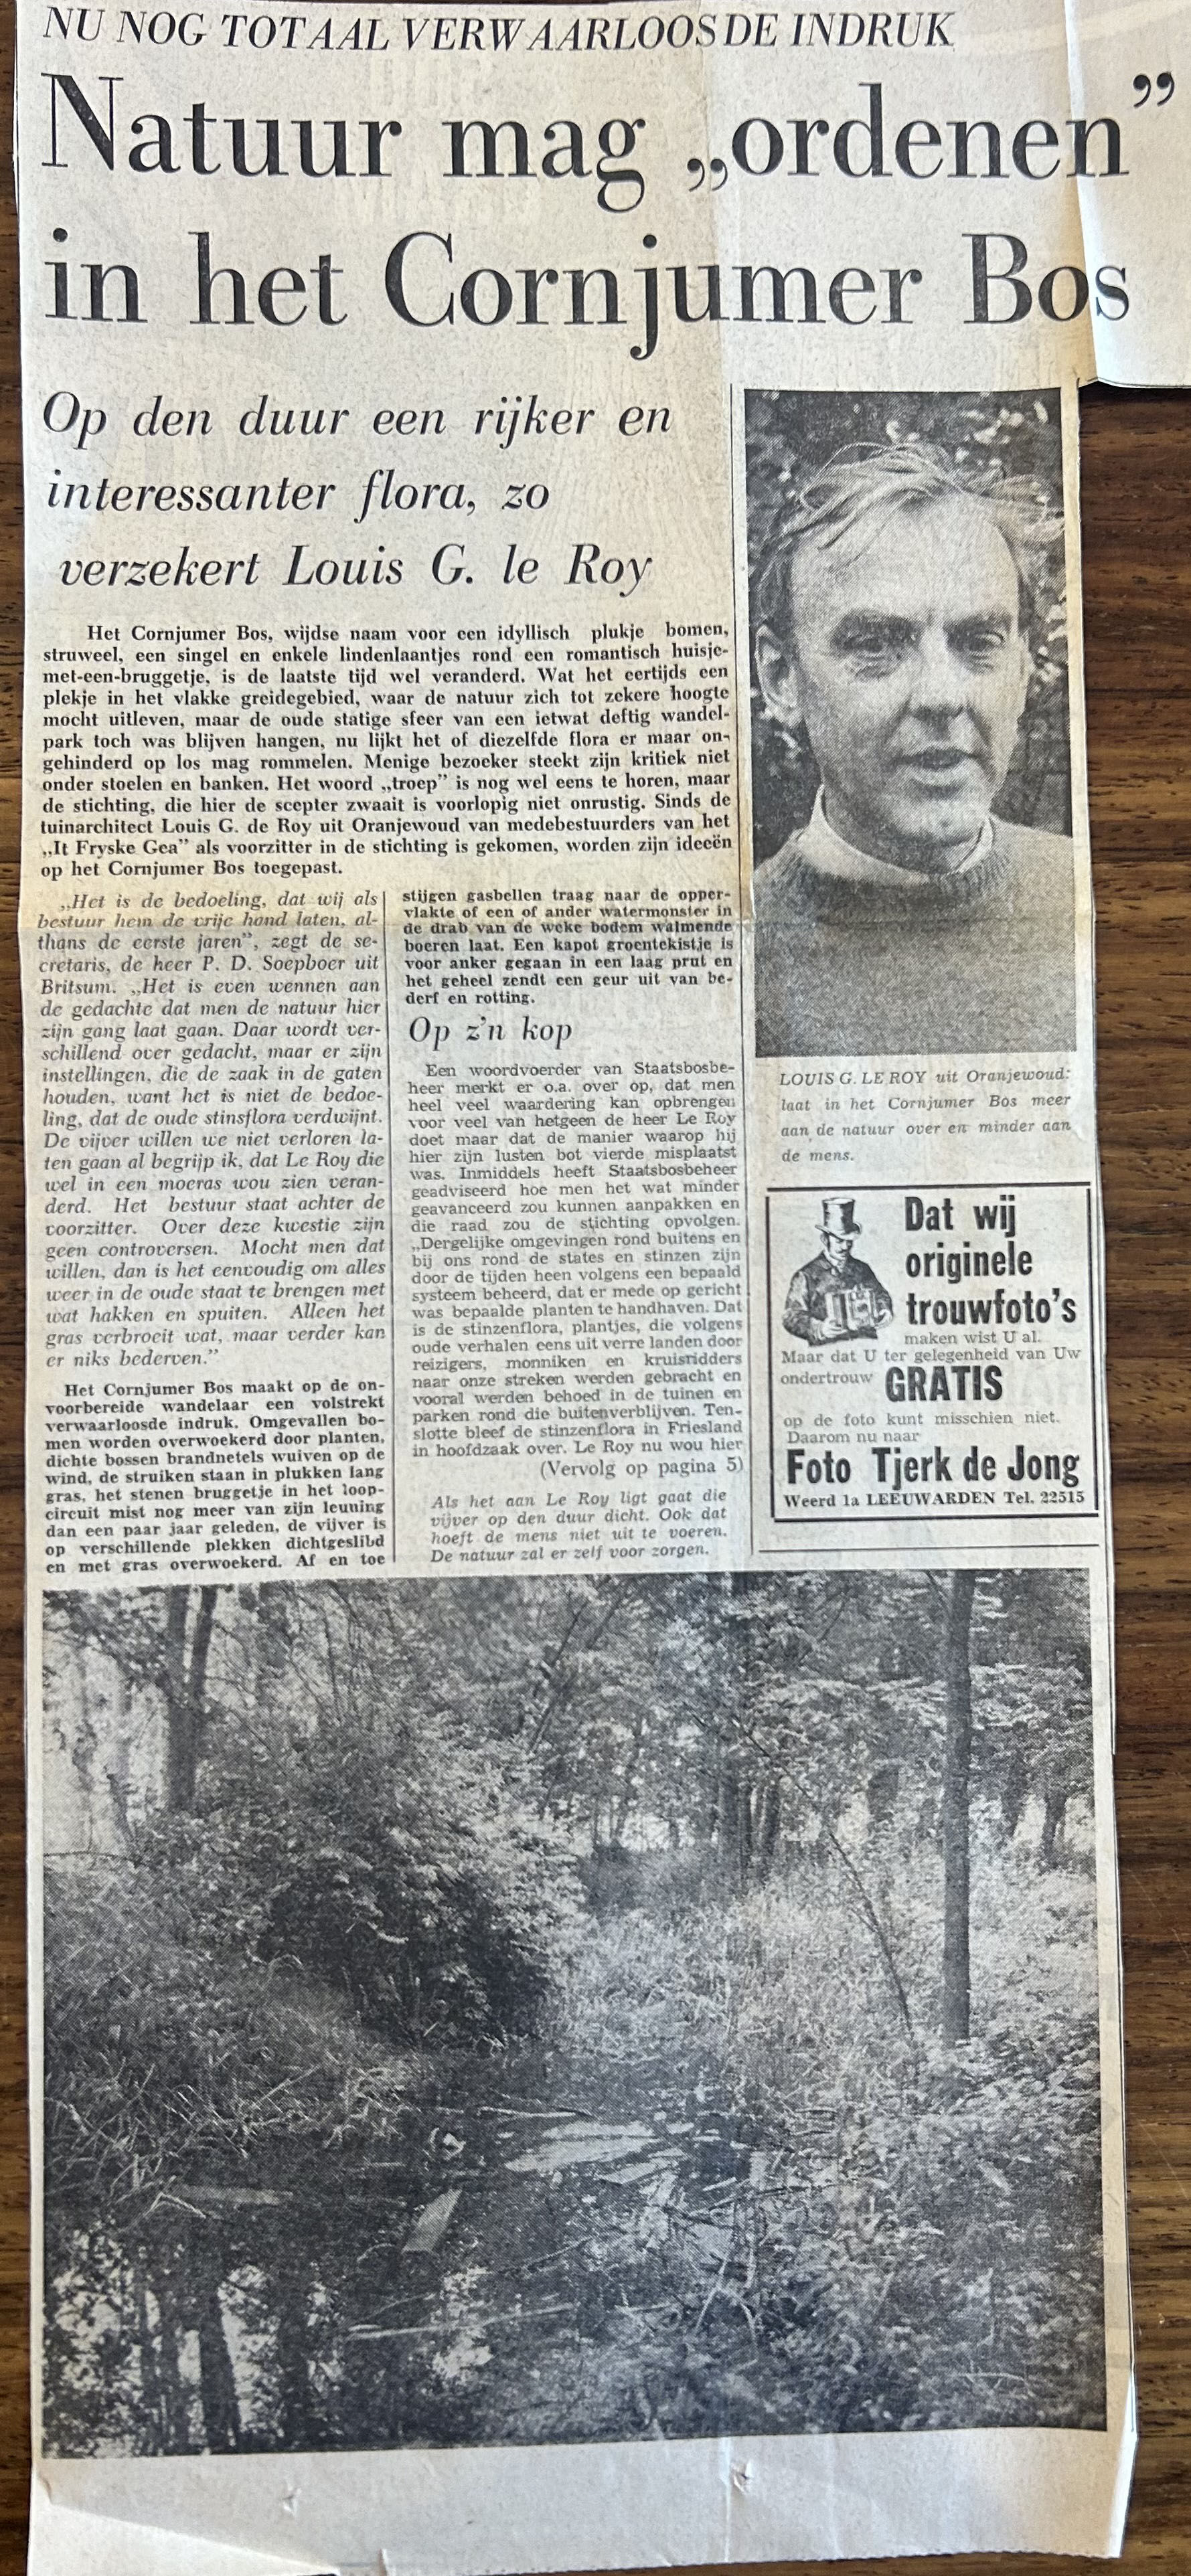 NU NOG TOTAAL VERWAARLOOSDE INDRUK
Natuur mag „ordenen”
in het Cornjumer Bos
Op den duur een rijker en
interessanter flora, zo
verzekert Louis G. le Roy
Het Cornjumer Bos, wijdse naam voor een idyllisch plukje bomen,
struweel, een singel en enkele lindenlaantjes rond een romantisch huisje-
met-een-bruggetje, is de laatste tijd wel veranderd. Wat het eertijds een
plekje in het vlakke greidegebied, waar de natuur zich tot zekere hoogte
mocht uitleven, maar de oude statige sfeer van een ietwat deftig wandel-
park toch was blijven hangen, nu lijkt het of diezelfde flora er maar on-
gehinderd op los mag rommelen. Menige bezoeker steekt zijn kritiek niet
onder stoelen en banken. Het woord „troep” is nog wel eens te horen, maar
de stichting, die hier de scepter zwaait is voorlopig niet onrustig. Sinds de
tuinarchitect Louis G. de Roy uit Oranjewoud van medebestuurders van het
„It Fryske Gea” als voorzitter in de stichting is gekomen, worden zijn ideeën
op het Cornjumer Bos toegepast.
„Het is de bedoeling, dat wij als
bestuur hem de vrije hand laten, al-
thans de eerste jaren”, zegt de se-
cretaris, de heer P. D. Soepboer uit
Britsum. „Het is even wennen aan
de gedachte dat men de natuur hier
zijn gang laat gaan. Daar wordt ver-
schillend over gedacht, maar er zijn
instellingen, die de zaak in de gaten
houden, want het is niet de bedoe-
ling, dat de oude stinsflora verdwijnt.
De vijver willen we niet verloren la-
ten gaan al begrijp ik, dat Le Roy die
wel in een moeras wou zien veran-
derd. Het bestuur staat achter de
voorzitter. Over deze kwestie zijn
geen controversen. Mocht men dat
willen, dan is het eenvoudig om alles
weer in de oude staat te brengen met
wat hakken en spuiten. Alleen het
gras verbroeit wat, maar verder kan
er niks bederven.”
Het Cornjumer Bos maakt op de on-
voorbereide wandelaar een volstrekt
verwaarloosde indruk. Omgevallen bo-
men worden overwoekerd door planten,
dichte bossen brandnetels wuiven op de
wind, de struiken staan in plukken lang
gras, het stenen bruggetje in het loop-
circuit mist nog meer van zijn leuning
dan een paar jaar geleden, de vijver is
op verschillende plekken dichtgeslibd
en met gras overwoekerd. Af en toe
stijgen gasbellen traag naar de opper-
vlakte of een of ander watermonster in
de drab van de weke bodem walmende
boeren laat. Een kapot groentekistje is
voor anker gegaan in een laag prut en
het geheel zendt een geur uit van be-
derf en rotting.
Op z'n kop
Een woordvoerder van Staatsbosbe-
heer merkt er o.a. over op, dat men
heel veel waardering kan opbrengen
voor veel van hetgeen de heer Le Roy
doet maar dat de manier waarop hij
hier zijn lusten bot vierde misplaatst
was. Inmiddels heeft Staatsbosbeheer
geadviseerd hoe men het wat minder
geavanceerd zou kunnen aanpakken en
die raad zou de stichting opvolgen.
„Dergelijke omgevingen rond buitens en
bij ons rond de states en stinzen zijn
door de tijden heen volgens een bepaald
systeem beheerd, dat er mede op gericht
was bepaalde planten te handhaven. Dat
is de stinzenflora, plantjes, die volgens
oude verhalen eens uit verre landen door
reizigers, monniken en kruisridders
naar onze streken werden gebracht en
vooral werden behoed in de tuinen en
parken rond die buitenverblijven. Ten-
slotte bleef de stinzenflora in Friesland
in hoofdzaak over. Le Roy nu wou hier
(Vervolg op pagina 5)
Als het aan Le Roy ligt gaat die
vijver op den duur dicht. Ook dat
hoeft de mens niet uit te voeren.
De natuur zal er zelf voor zorgen.
LOUIS G. LE ROY uit Oranjewoud:
laat in het Cornjumer Bos meer
aan de natuur over en minder aan
de mens.
Dat wij
originele
trouwfoto's
maken wist U al.
Maar dat U ter gelegenheid van Uw
ondertrouw GRATIS
op de foto kunt misschien niet.
Daarom nu naar
Foto Tjerk de Jong
Weerd 1a LEEUWARDEN Tel. 22515